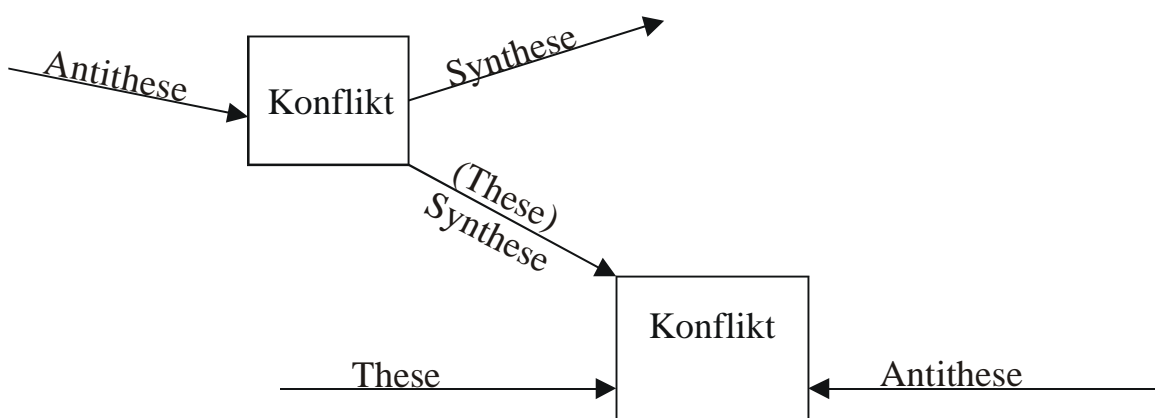 Antithese
Konflikt
Synthese
(These)
Synthese
Konflikt
These
Antithese